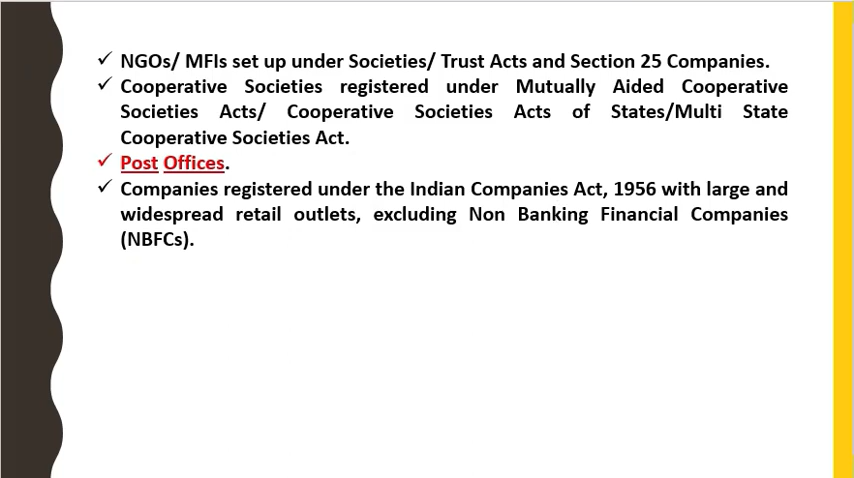 ✓ NGOs/ MFIs set up under Societies/ Trust Acts and Section 25 Companies.
✓ Cooperative Societies registered under Mutually Aided Cooperative
Societies Acts/ Cooperative Societies Acts of States/Multi State
Cooperative Societies Act.
✓ Post Offices.
✓ Companies registered under the Indian Companies Act, 1956 with large and
widespread retail outlets, excluding Non Banking Financial Companies
(NBFCs).